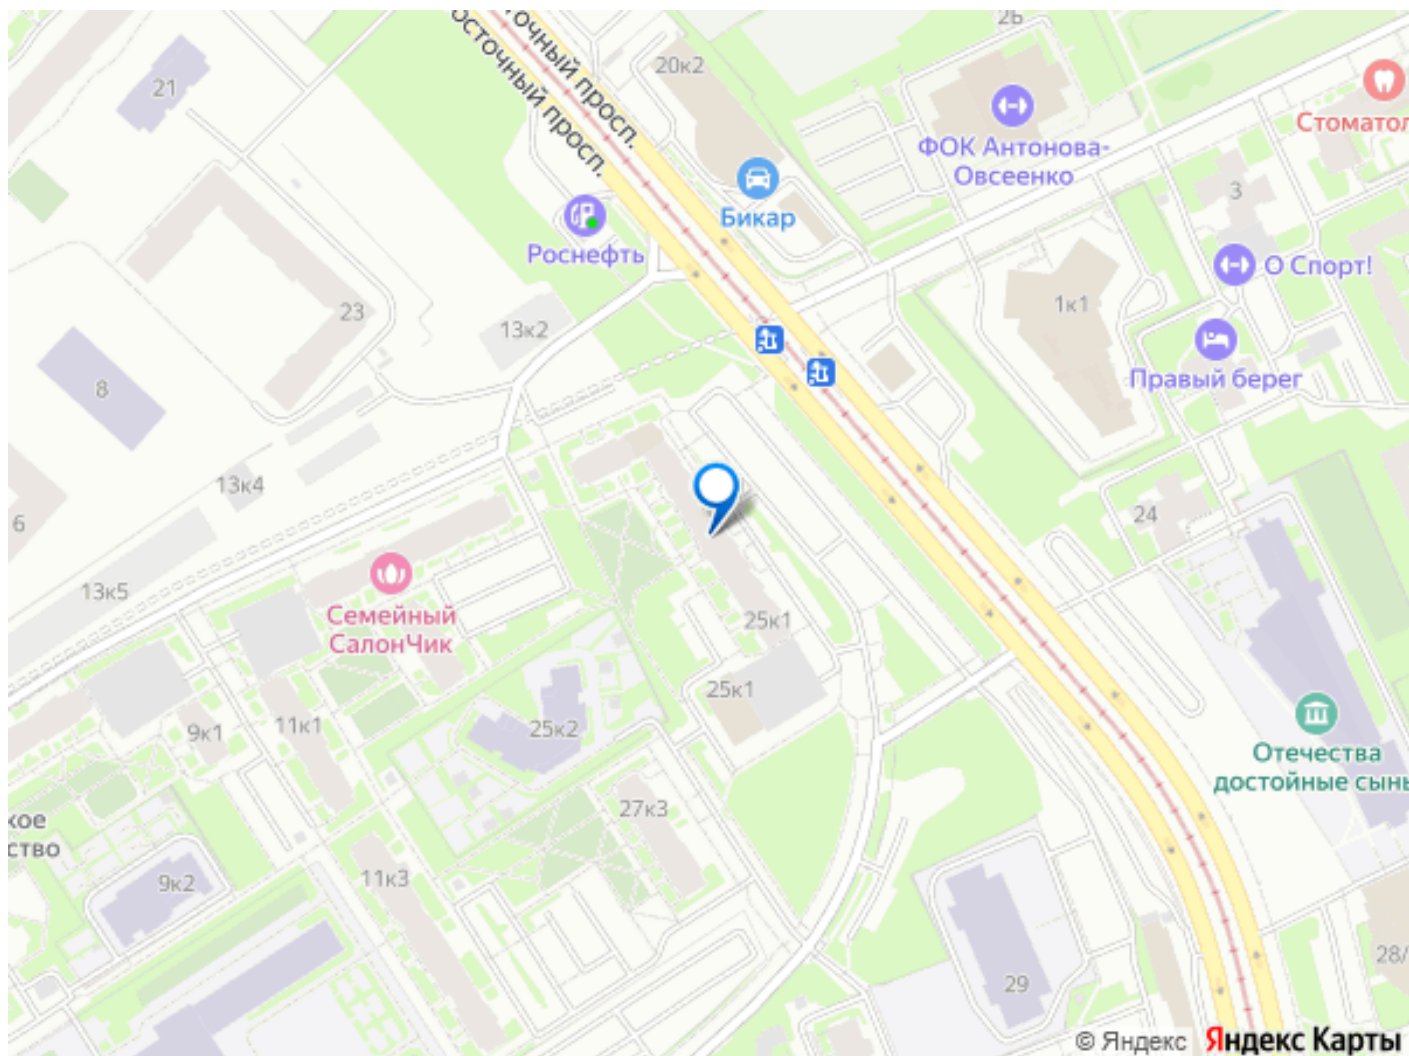 точный просп.
осточный просп.
2Б
20к2
21
Стоматол
ФОК Антонова-
Овсеенко
3
Бикар
Роснефть
О Спорт!
1к1
23
13к2
Правый берег
8
13к4
6
24
13к5
Семейный
СалонЧик
25к1
25к1
25к2
9к1
11к1
Отечества
достойные сынь
27к3
кое
ство
9к2
11к3
28/
29
© Яндекс Яндекс Карты